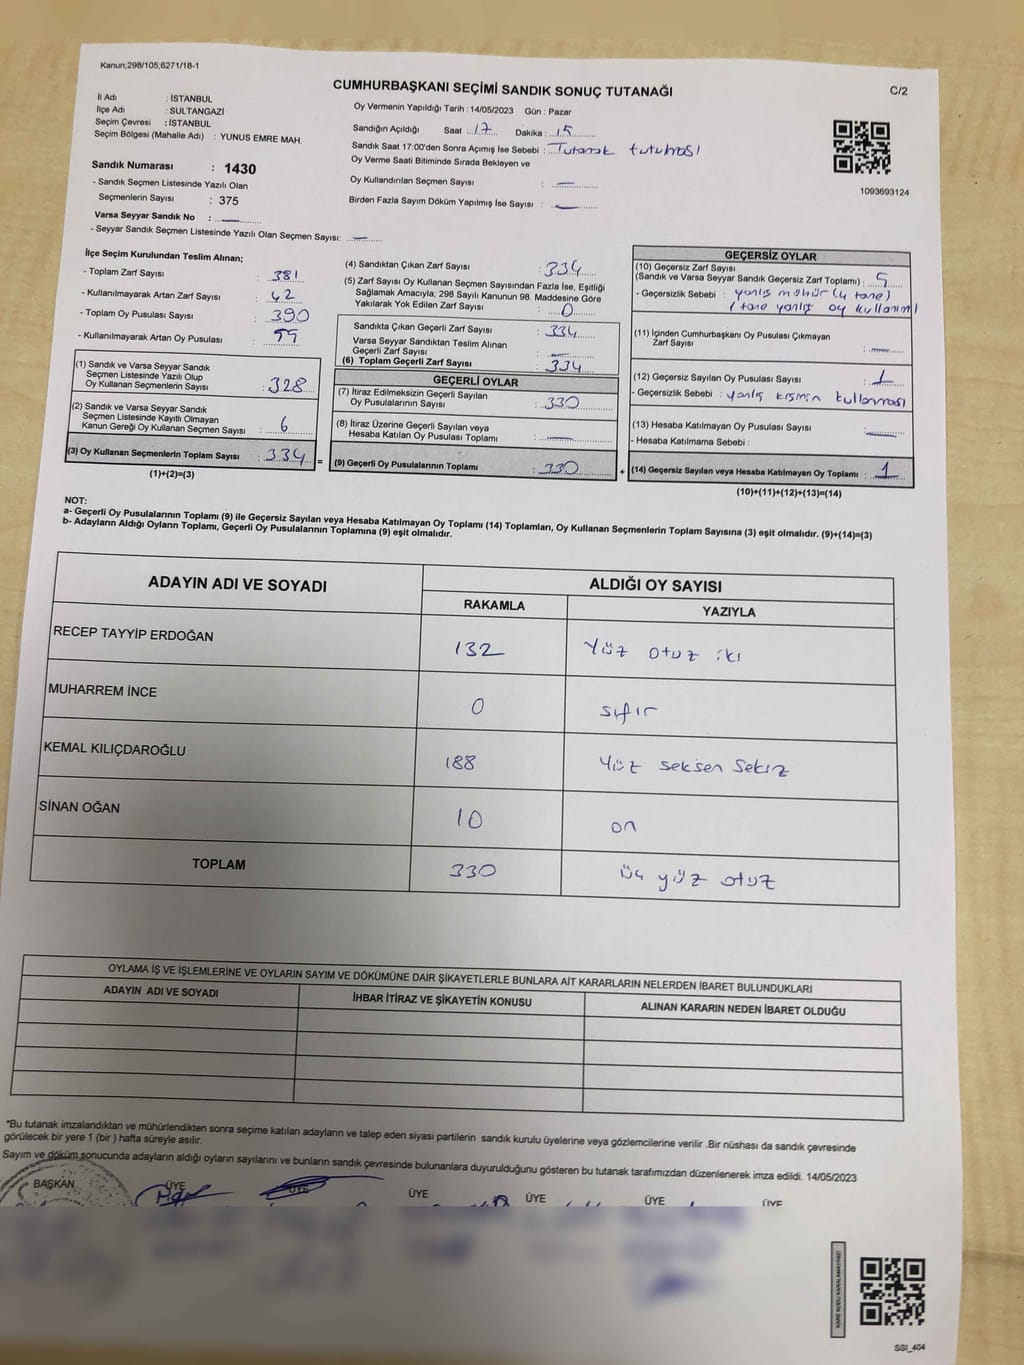 Kanun;298/105;6271/18-1
CUMHURBAŞKANI SEÇİMİ SANDIK SONUÇ TUTANAĞI
C/2
İl Adı : İSTANBUL
İlçe Adı : SULTANGAZİ
Seçim Çevresi : İSTANBUL
Seçim Bölgesi (Mahalle Adı) : YUNUS EMRE MAH.
Sandık Numarası : 1430
- Sandık Seçmen Listesinde Yazılı Olan
Seçmenlerin Sayısı : 375
Varsa Seyyar Sandık No : —
- Seyyar Sandık Seçmen Listesinde Yazılı Olan Seçmen Sayısı: —
Oy Vermenin Yapıldığı Tarih : 14/05/2023 Gün : Pazar
Sandığın Açıldığı Saat : 17 Dakika : 15
Sandık Saat 17:00'den Sonra Açımış İse Sebebi : Tutanak tutulması
Oy Verme Saati Bitiminde Sırada Bekleyen ve
Oy Kullandırılan Seçmen Sayısı : —
Birden Fazla Sayım Döküm Yapılmış İse Sayısı : —
1093693124
İlçe Seçim Kurulundan Teslim Alınan;
- Toplam Zarf Sayısı : 381
- Kullanılmayarak Artan Zarf Sayısı : 42
- Toplam Oy Pusulası Sayısı : 390
- Kullanılmayarak Artan Oy Pusulası :
(1) Sandık ve Varsa Seyyar Sandık
Seçmen Listesinde Yazılı Olup
Oy Kullanan Seçmenlerin Sayısı : 328
(2) Sandık ve Varsa Seyyar Sandık
Seçmen Listesinde Kayıtlı Olmayan
Kanun Gereği Oy Kullanan Seçmen Sayısı : 6
(3) Oy Kullanan Seçmenlerin Toplam Sayısı : 334 =
(1)+(2)=(3)
(4) Sandıktan Çıkan Zarf Sayısı : 334
(5) Zarf Sayısı Oy Kullanan Seçmen Sayısından Fazla İse, Eşitliği
Sağlamak Amacıyla, 298 Sayılı Kanunun 98. Maddesine Göre
Yakılarak Yok Edilen Zarf Sayısı : 0
Sandıkta Çıkan Geçerli Zarf Sayısı : 334
Varsa Seyyar Sandıktan Teslim Alınan
Geçerli Zarf Sayısı : —
(6) Toplam Geçerli Zarf Sayısı : 334
GEÇERLİ OYLAR
(7) İtiraz Edilmeksizin Geçerli Sayılan
Oy Pusulalarının Sayısı : 330
(8) İtiraz Üzerine Geçerli Sayılan veya
Hesaba Katılan Oy Pusulası Toplamı : —
(9) Geçerli Oy Pusulalarının Toplamı : 330 +
GEÇERSİZ OYLAR
(10) Geçersiz Zarf Sayısı
(Sandık ve Varsa Seyyar Sandık Geçersiz Zarf Toplamı) : 5
- Geçersizlik Sebebi : yanlış mühür (4 tane)
1 tane yanlış oy kullanımı
(11) İçinden Cumhurbaşkanı Oy Pusulası Çıkmayan
Zarf Sayısı : —
(12) Geçersiz Sayılan Oy Pusulası Sayısı : 1
- Geçersizlik Sebebi : yanlış kısmın kullanması
(13) Hesaba Katılmayan Oy Pusulası Sayısı : —
- Hesaba Katılmama Sebebi :
(14) Geçersiz Sayılan veya Hesaba Katılmayan Oy Toplamı : 1
(10)+(11)+(12)+(13)=(14)
NOT:
a- Geçerli Oy Pusulalarının Toplamı (9) ile Geçersiz Sayılan veya Hesaba Katılmayan Oy Toplamı (14) Toplamları, Oy Kullanan Seçmenlerin Toplam Sayısına (3) eşit olmalıdır. (9)+(14)=(3)
b- Adayların Aldığı Oyların Toplamı, Geçerli Oy Pusulalarının Toplamına (9) eşit olmalıdır.
ADAYIN ADI VE SOYADI ALDIĞI OY SAYISI
RAKAMLA YAZIYLA
RECEP TAYYİP ERDOĞAN 132 Yüz otuz iki
MUHARREM İNCE 0 sıfır
KEMAL KILIÇDAROĞLU 188 Yüz seksen sekiz
SİNAN OĞAN 10 on
TOPLAM 330 üç yüz otuz
OYLAMA İŞ VE İŞLEMLERİNE VE OYLARIN SAYIM VE DÖKÜMÜNE DAİR ŞİKAYETLERLE BUNLARA AİT KARARLARIN NELERDEN İBARET BULUNDUKLARI
ADAYIN ADI VE SOYADI İHBAR İTİRAZ VE ŞİKAYETİN KONUSU ALINAN KARARIN NEDEN İBARET OLDUĞU
"Bu tutanak imzalandıktan ve mühürlendikten sonra seçime katılan adayların ve talep eden siyasi partilerin sandık kurulu üyelerine veya gözlemcilerine verilir .Bir nüshası da sandık çevresinde
görülecek bir yere 1 (bir ) hafta süreyle asılır.
Sayım ve döküm sonucunda adayların aldığı oyların sayılarını ve bunların sandık çevresinde bulunanlara duyurulduğunu gösteren bu tutanak tarafımızdan düzenlenerek imza edildi. 14/05/2023
BAŞKAN ÜYE ÜYE ÜYE ÜYE ÜYE ÜYE
SSI_404